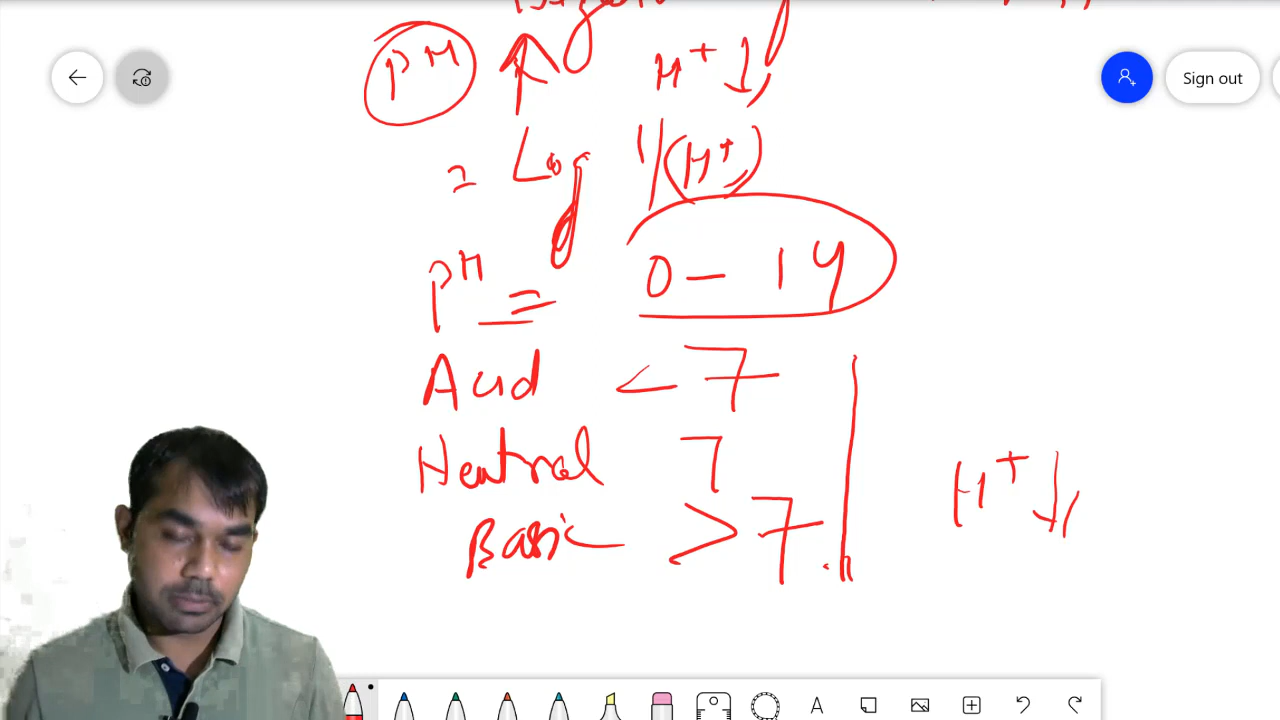 Sign out
pH ↑ H+ ↓
= Log 1/(H+)
pH = 0 – 14
Acid < 7
Neutral 7
Basic > 7
H+ ↓
A